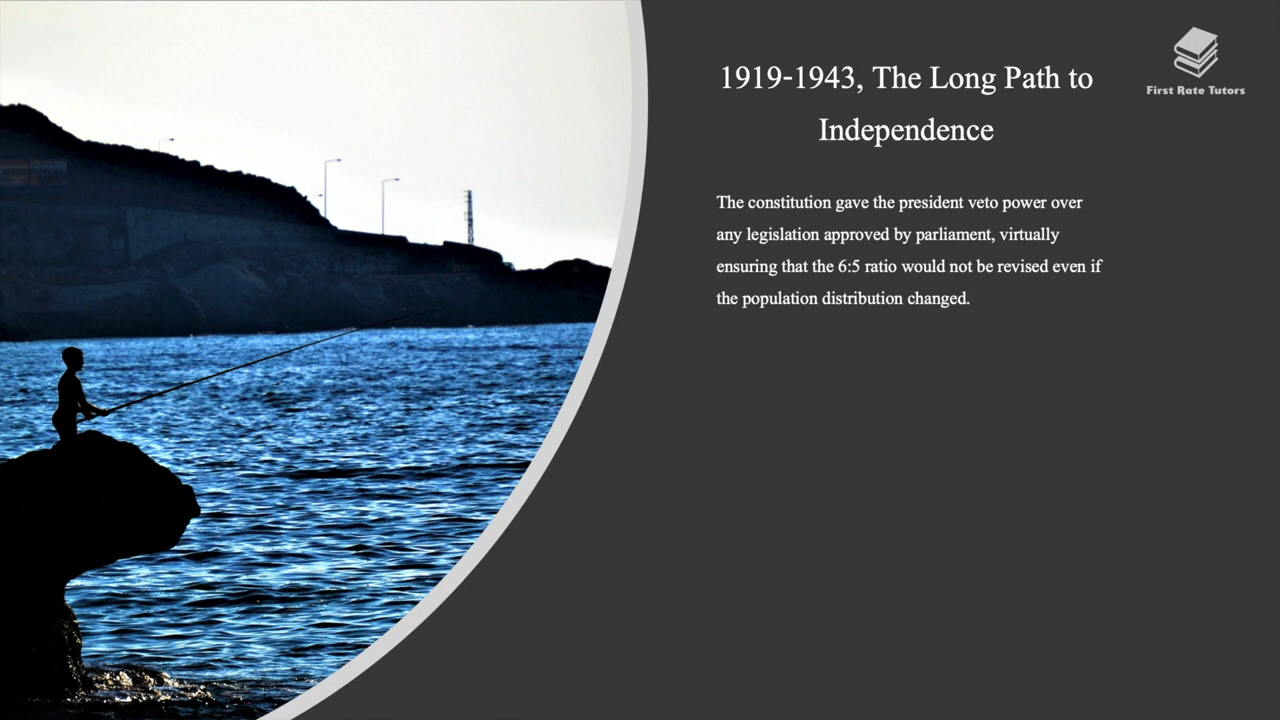 1919-1943, The Long Path to
Independence
First Rate Tutors
The constitution gave the president veto power over
any legislation approved by parliament, virtually
ensuring that the 6:5 ratio would not be revised even if
the population distribution changed.